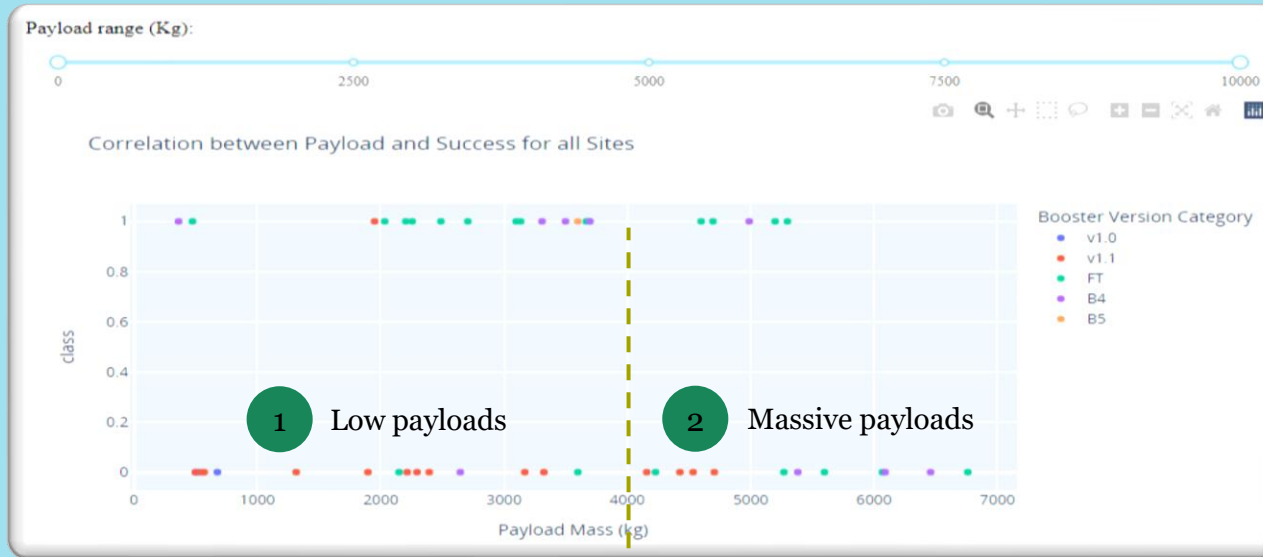 Payload range (Kg):
0 2500 5000 7500 10000
Correlation between Payload and Success for all Sites
1
0.8
0.6
0.4
0.2
0
class
1 Low payloads
2 Massive payloads
0 1000 2000 3000 4000 5000 6000 7000
Payload Mass (kg)
Booster Version Category
v1.0
v1.1
FT
B4
B5